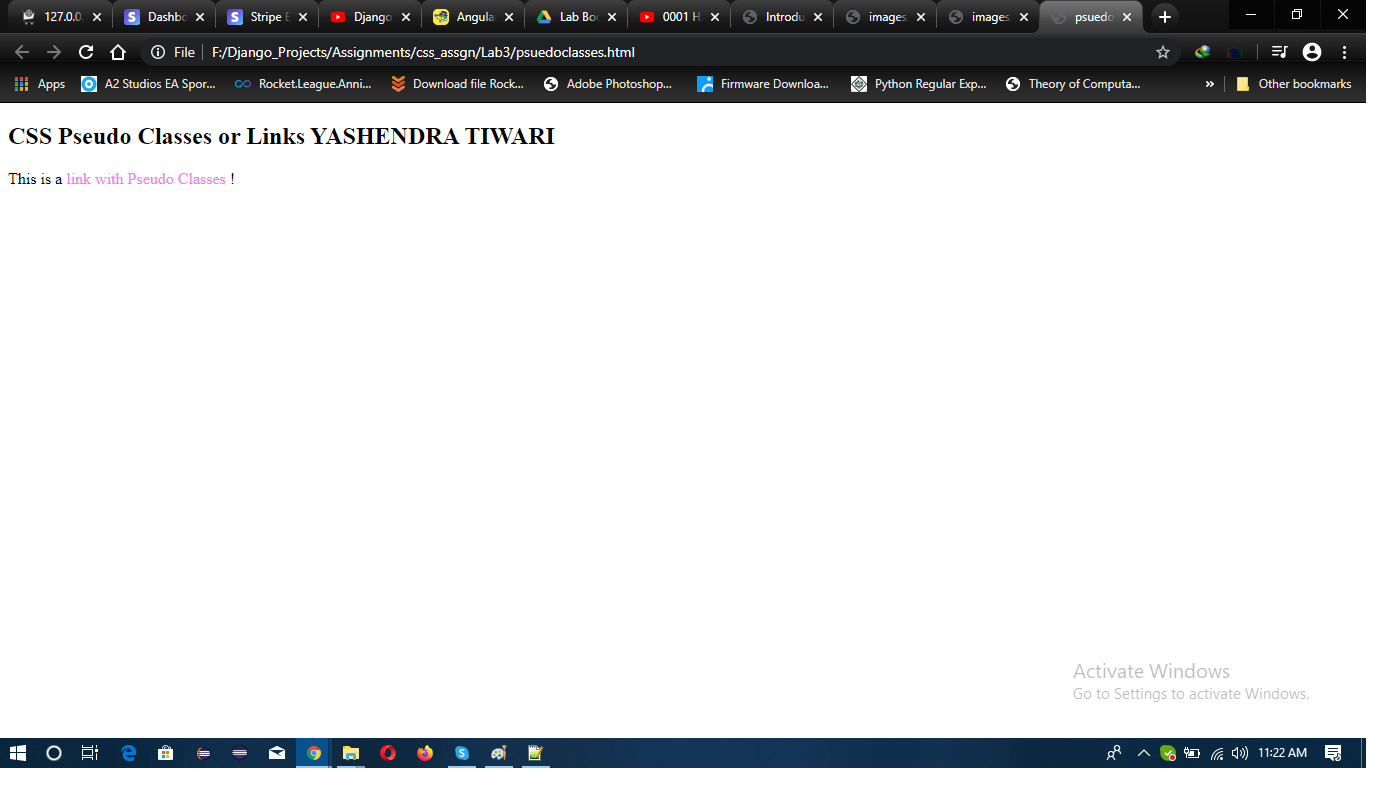 127.0.0. Dashbo Stripe E Django Angula Lab Boo 0001 H Introdu images images psuedo
File F:/Django_Projects/Assignments/css_assgn/Lab3/psuedoclasses.html
Apps A2 Studios EA Spor... Rocket.League.Anni... Download file Rock... Adobe Photoshop... Firmware Downloa... Python Regular Exp... Theory of Computa... » Other bookmarks
CSS Pseudo Classes or Links YASHENDRA TIWARI
This is a link with Pseudo Classes !
Activate Windows
Go to Settings to activate Windows.
11:22 AM